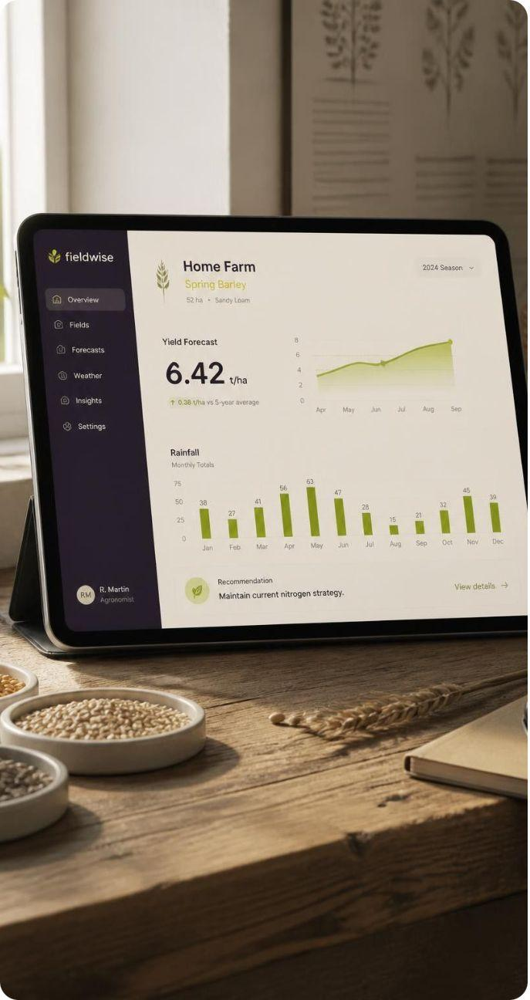 fieldwise
Overview
Fields
Forecasts
Weather
Insights
Settings
RM
R. Martin
Agronomist
Home Farm
Spring Barley
52 ha • Sandy Loam
2024 Season
Yield Forecast
6.42 t/ha
↑ 0.38 t/ha vs 5-year average
8
6
4
2
0
Apr May Jun Jul Aug Sep
Rainfall
Monthly Totals
75
50
25
0
38 27 41 56 63 47 28 15 21 32 45 39
Jan Feb Mar Apr May Jun Jul Aug Sep Oct Nov Dec
Recommendation
Maintain current nitrogen strategy.
View details →